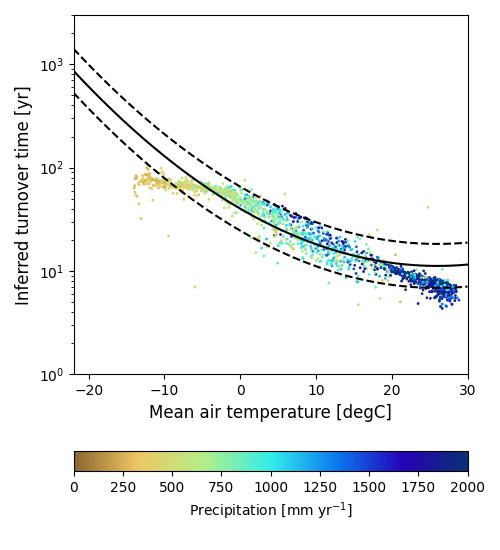 Inferred turnover time [yr]
10³
10²
10¹
10⁰
−20 −10 0 10 20 30
Mean air temperature [degC]
0 250 500 750 1000 1250 1500 1750 2000
Precipitation [mm yr⁻¹]